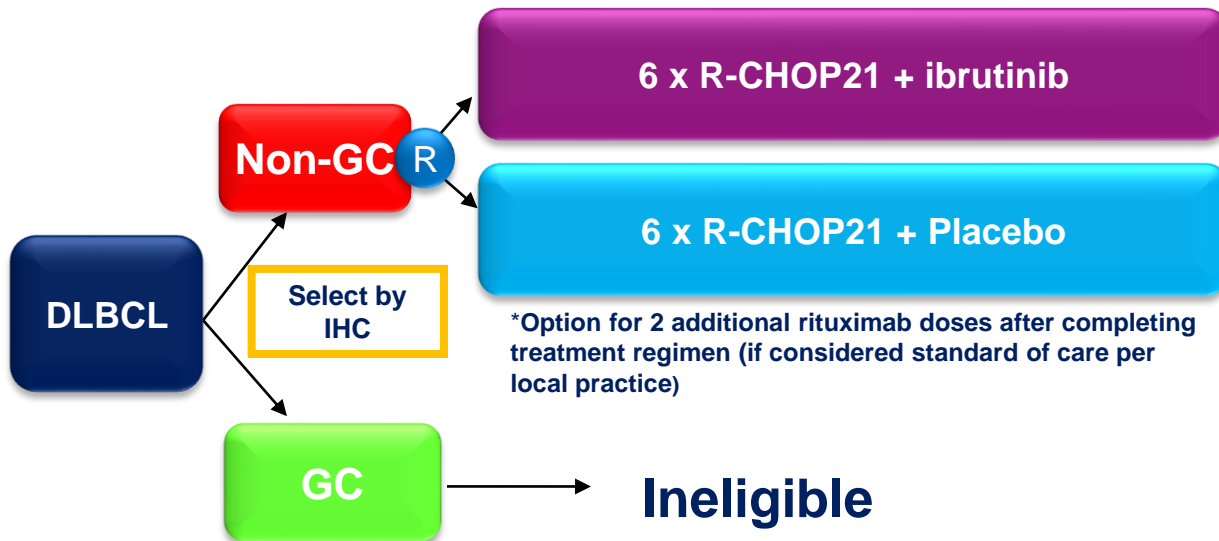 6 x R-CHOP21 + ibrutinib
Non-GC
R
6 x R-CHOP21 + Placebo
DLBCL
Select by
IHC
*Option for 2 additional rituximab doses after completing
treatment regimen (if considered standard of care per
local practice)
GC
Ineligible